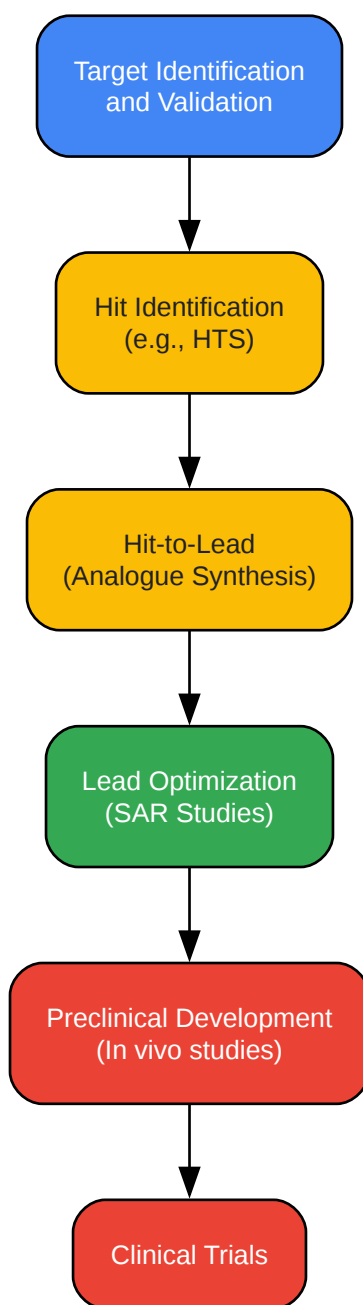 Target Identification
and Validation
Hit Identification
(e.g., HTS)
Hit-to-Lead
(Analogue Synthesis)
Lead Optimization
(SAR Studies)
Preclinical Development
(In vivo studies)
Clinical Trials